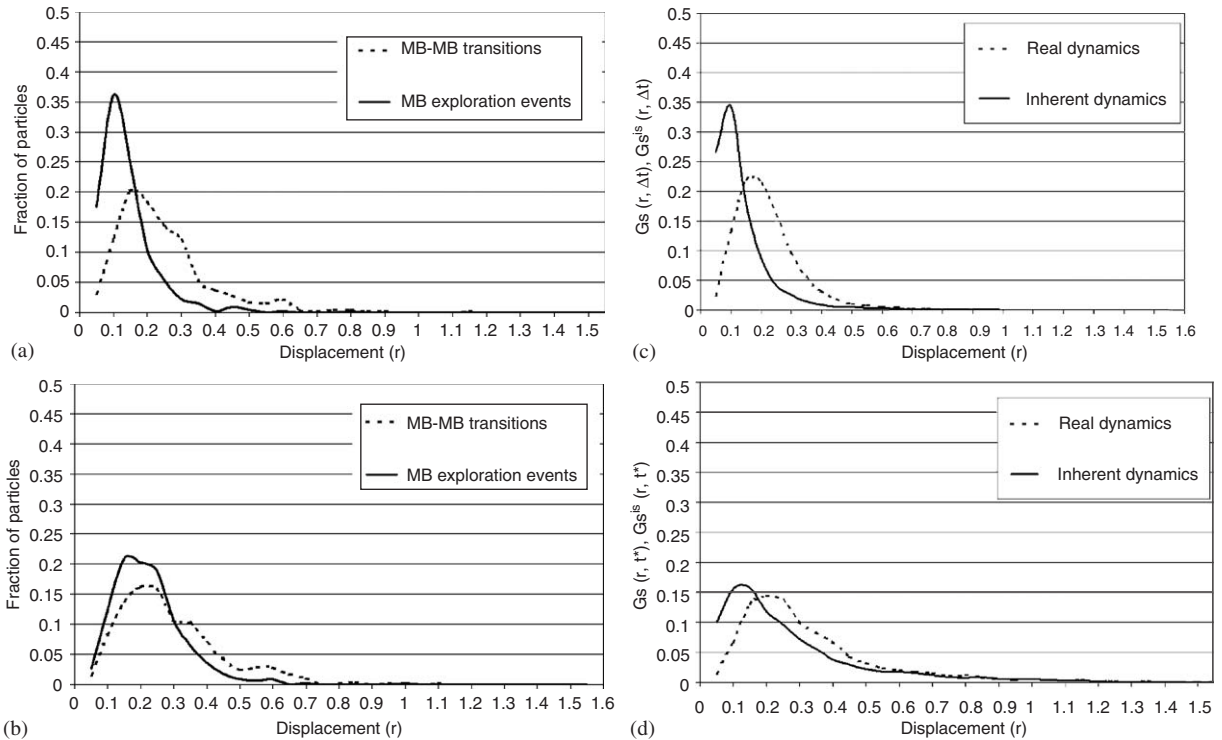 0.5
0.45
0.4
0.35
0.3
0.25
0.2
0.15
0.1
0.05
0
Fraction of particles
MB-MB transitions
MB exploration events
0 0.1 0.2 0.3 0.4 0.5 0.6 0.7 0.8 0.9 1 1.1 1.2 1.3 1.4 1.5
Displacement (r)
(a)
0.5
0.45
0.4
0.35
0.3
0.25
0.2
0.15
0.1
0.05
0
Gs (r, Δt), Gs^is (r, Δt)
Real dynamics
Inherent dynamics
0 0.1 0.2 0.3 0.4 0.5 0.6 0.7 0.8 0.9 1 1.1 1.2 1.3 1.4 1.5 1.6
Displacement (r)
(c)
0.5
0.45
0.4
0.35
0.3
0.25
0.2
0.15
0.1
0.05
0
Fraction of particles
MB-MB transitions
MB exploration events
0 0.1 0.2 0.3 0.4 0.5 0.6 0.7 0.8 0.9 1 1.1 1.2 1.3 1.4 1.5 1.6
Displacement (r)
(b)
0.5
0.45
0.4
0.35
0.3
0.25
0.2
0.15
0.1
0.05
0
Gs (r, t*), Gs^is (r, t*)
Real dynamics
Inherent dynamics
0 0.1 0.2 0.3 0.4 0.5 0.6 0.7 0.8 0.9 1 1.1 1.2 1.3 1.4 1.5
Displacement (r)
(d)